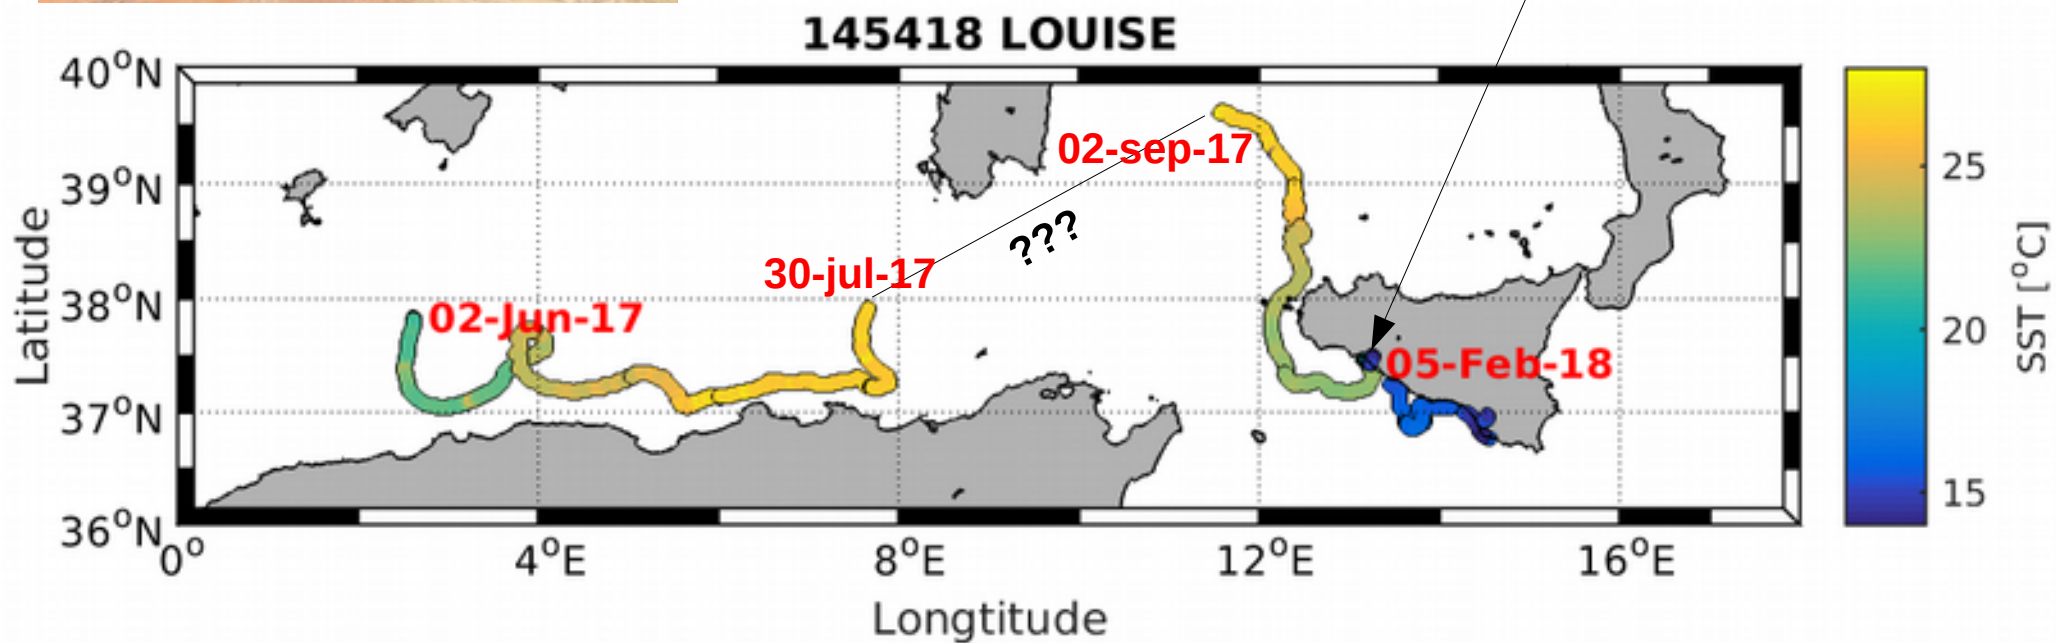 145418 LOUISE
40°N
39°N
38°N
37°N
36°N
Latitude
02-sep-17
???
30-jul-17
02-Jun-17
05-Feb-18
0°
4°E
8°E
12°E
16°E
Longtitude
25
20
15
SST [°C]